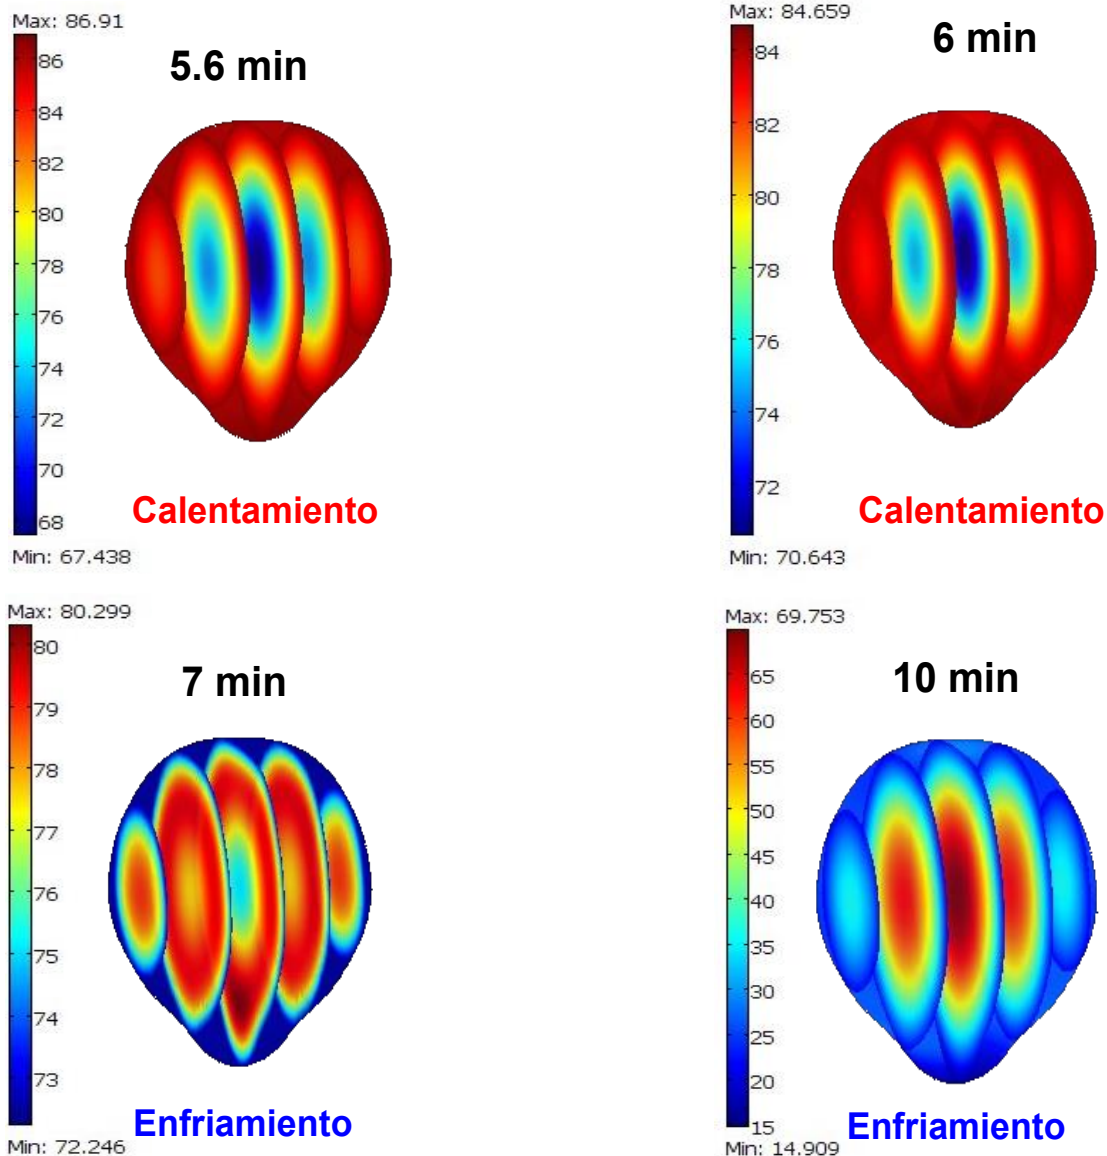 Max: 86.91
5.6 min
86
84
82
80
78
76
74
72
70
68
Calentamiento
Min: 67.438
Max: 84.659
6 min
84
82
80
78
76
74
72
Calentamiento
Min: 70.643
Max: 80.299
7 min
80
79
78
77
76
75
74
73
Enfriamiento
Min: 72.246
Max: 69.753
10 min
65
60
55
50
45
40
35
30
25
20
15
Enfriamiento
Min: 14.909